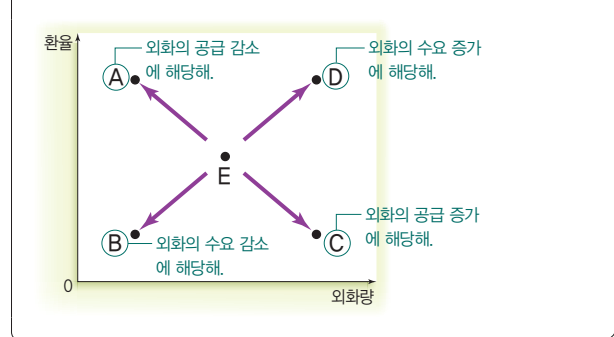 환율
A
외화의 공급 감소
에 해당해.
외화의 수요 증가
D
에 해당해.
E
B
외화의 수요 감소
에 해당해.
외화의 공급 증가
C
에 해당해.
0
외화량